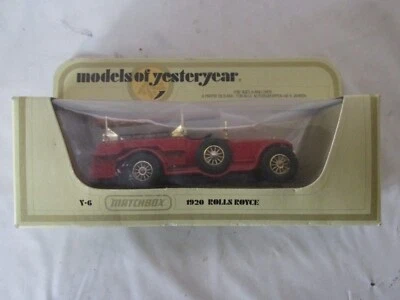 models of yesteryear
Y-6 MATCHBOX 1920 ROLLS ROYCE